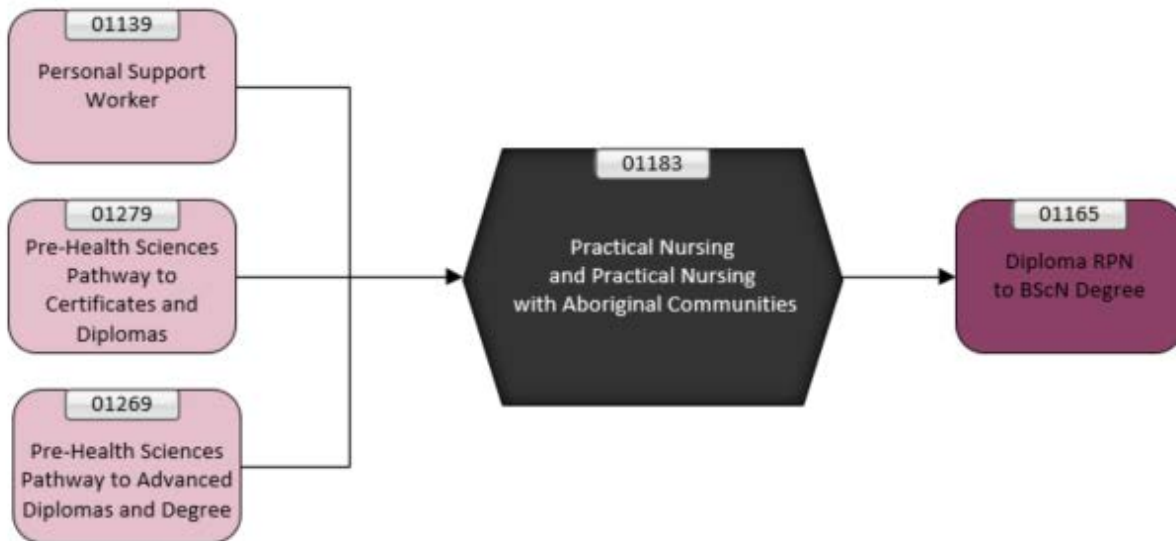 01139
Personal Support
Worker
01279
Pre-Health Sciences
Pathway to
Certificates and
Diplomas
01269
Pre-Health Sciences
Pathway to Advanced
Diplomas and Degree
01183
Practical Nursing
and Practical Nursing
with Aboriginal Communities
01165
Diploma RPN
to BScN Degree